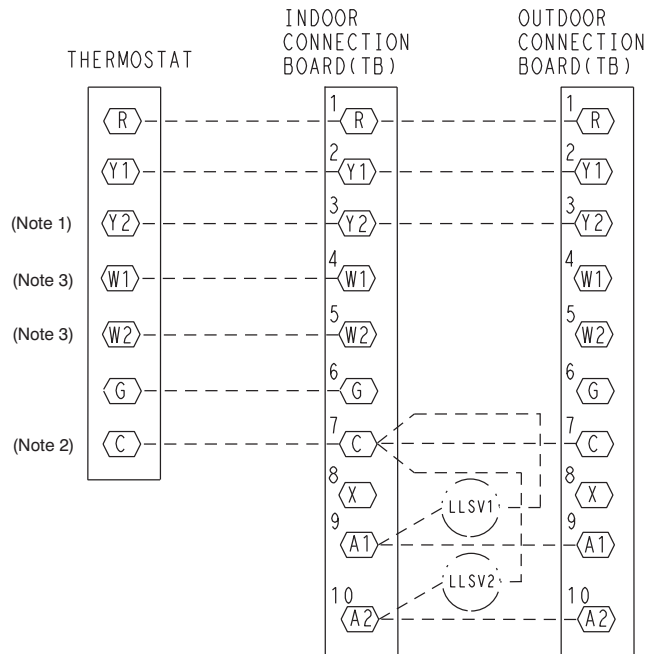 THERMOSTAT
INDOOR
CONNECTION
BOARD(TB)
OUTDOOR
CONNECTION
BOARD(TB)
R 1 R 1 R
Y1 2 Y1 2 Y1
(Note 1) Y2 3 Y2 3 Y2
(Note 3) W1 4 W1 4 W1
(Note 3) W2 5 W2 5 W2
G 6 G 6 G
(Note 2) C 7 C 7 C
8 X 8 X
LLSV1
9 A1 9 A1
LLSV2
10 A2 10 A2